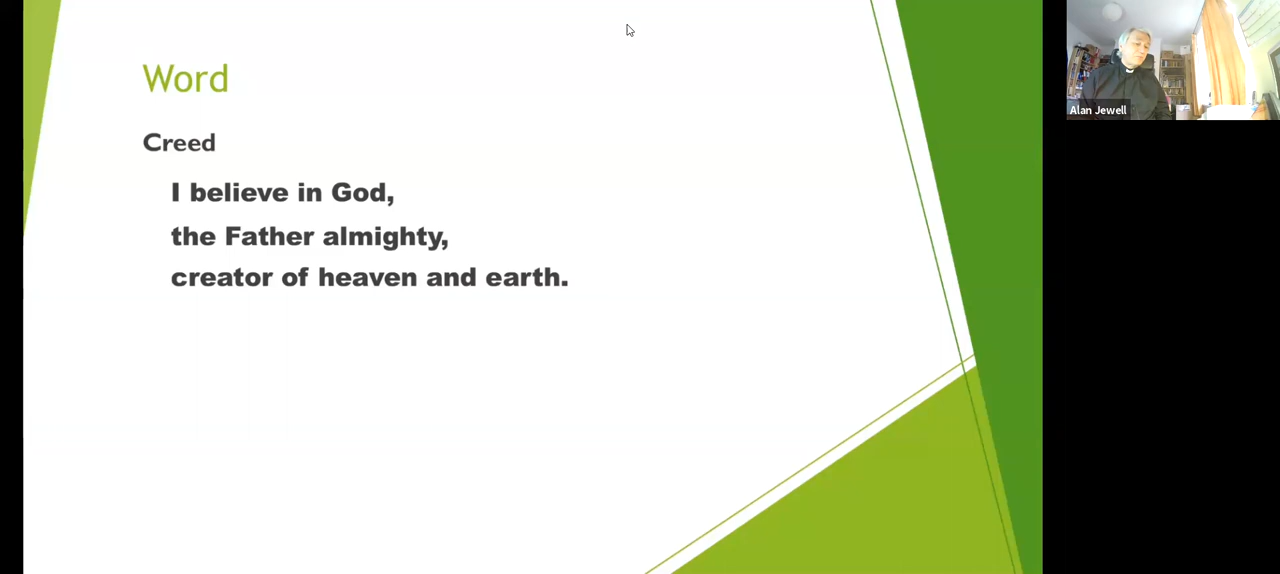 Word
Creed
I believe in God,
the Father almighty,
creator of heaven and earth.
Alan Jewell